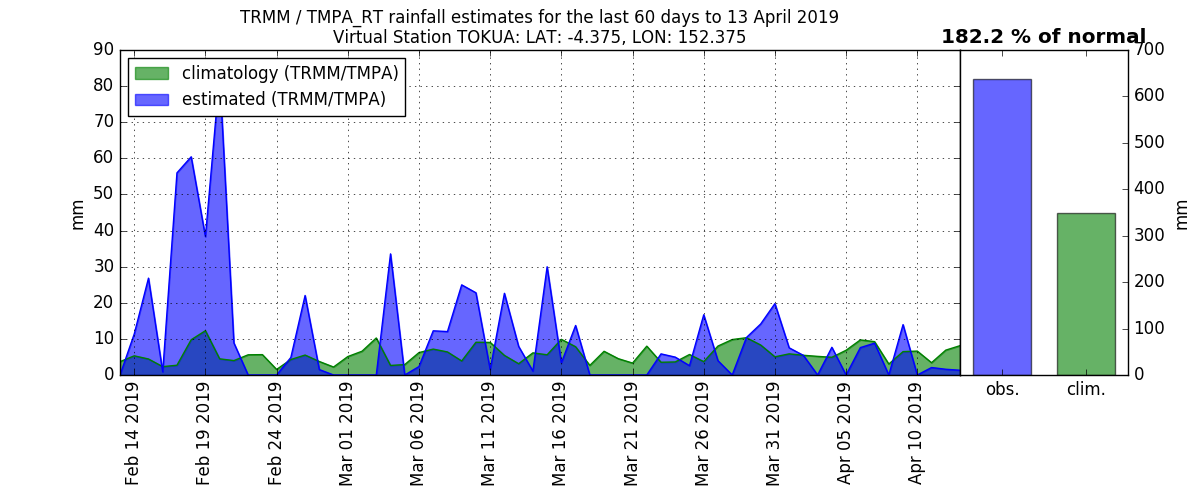 TRMM / TMPA_RT rainfall estimates for the last 60 days to 13 April 2019
Virtual Station TOKUA: LAT: -4.375, LON: 152.375
182.2 % of normal
climatology (TRMM/TMPA)
estimated (TRMM/TMPA)
90
80
70
60
50
40
30
20
10
0
mm
Feb 14 2019
Feb 19 2019
Feb 24 2019
Mar 01 2019
Mar 06 2019
Mar 11 2019
Mar 16 2019
Mar 21 2019
Mar 26 2019
Mar 31 2019
Apr 05 2019
Apr 10 2019
700
600
500
400
300
200
100
0
mm
obs.
clim.